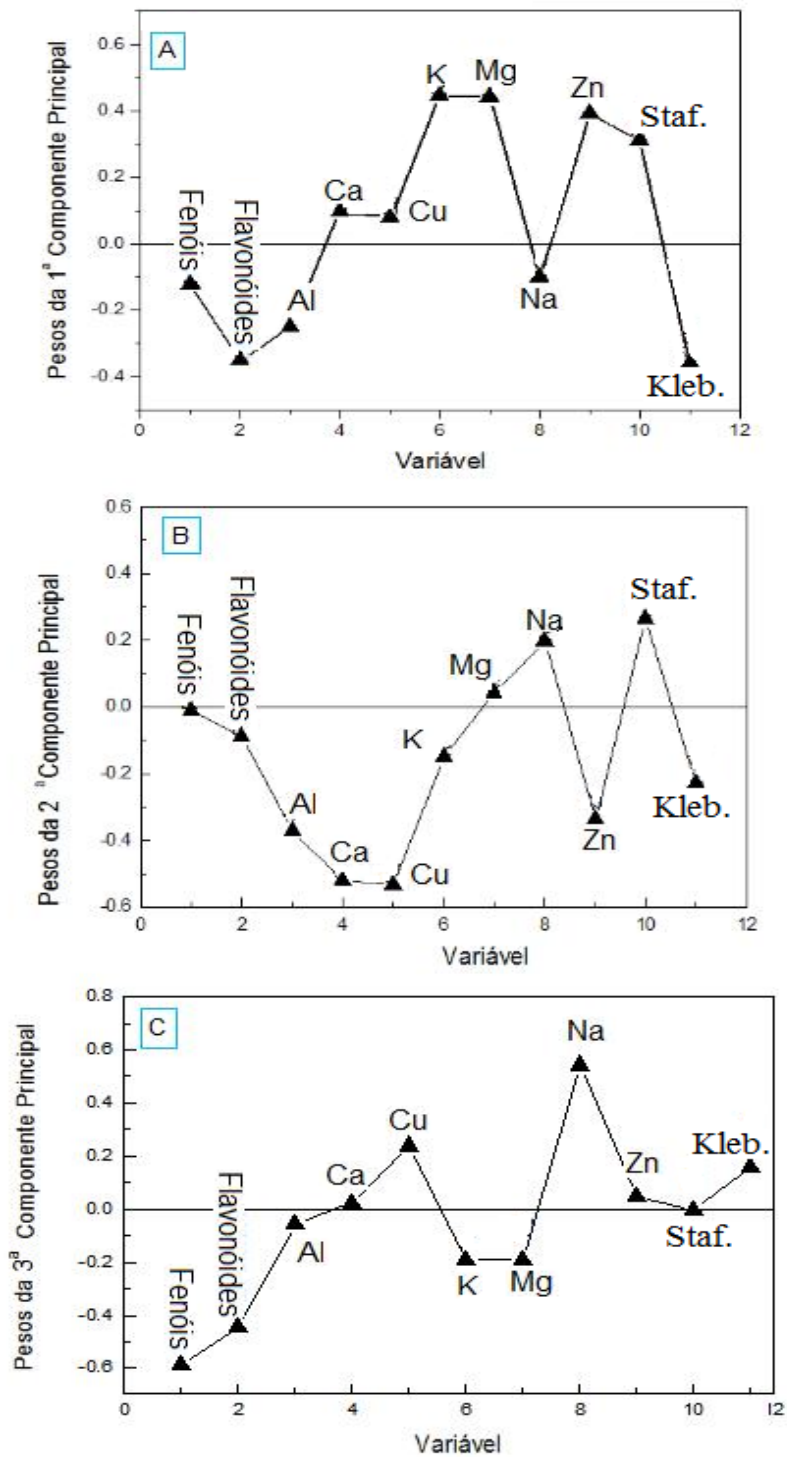 A
Pesos da 1ª Componente Principal
0.6
0.4
0.2
0.0
-0.2
-0.4
Fenóis
Flavonóides
Al
Ca
Cu
K
Mg
Na
Zn
Staf.
Kleb.
0 2 4 6 8 10 12
Variável
B
Pesos da 2ª Componente Principal
0.6
0.4
0.2
0.0
-0.2
-0.4
-0.6
Fenóis
Flavonóides
Al
Ca
Cu
K
Mg
Na
Zn
Staf.
Kleb.
0 2 4 6 8 10 12
Variável
C
Pesos da 3ª Componente Principal
0.8
0.6
0.4
0.2
0.0
-0.2
-0.4
-0.6
Fenóis
Flavonóides
Al
Ca
Cu
K
Mg
Na
Zn
Staf.
Kleb.
0 2 4 6 8 10 12
Variável